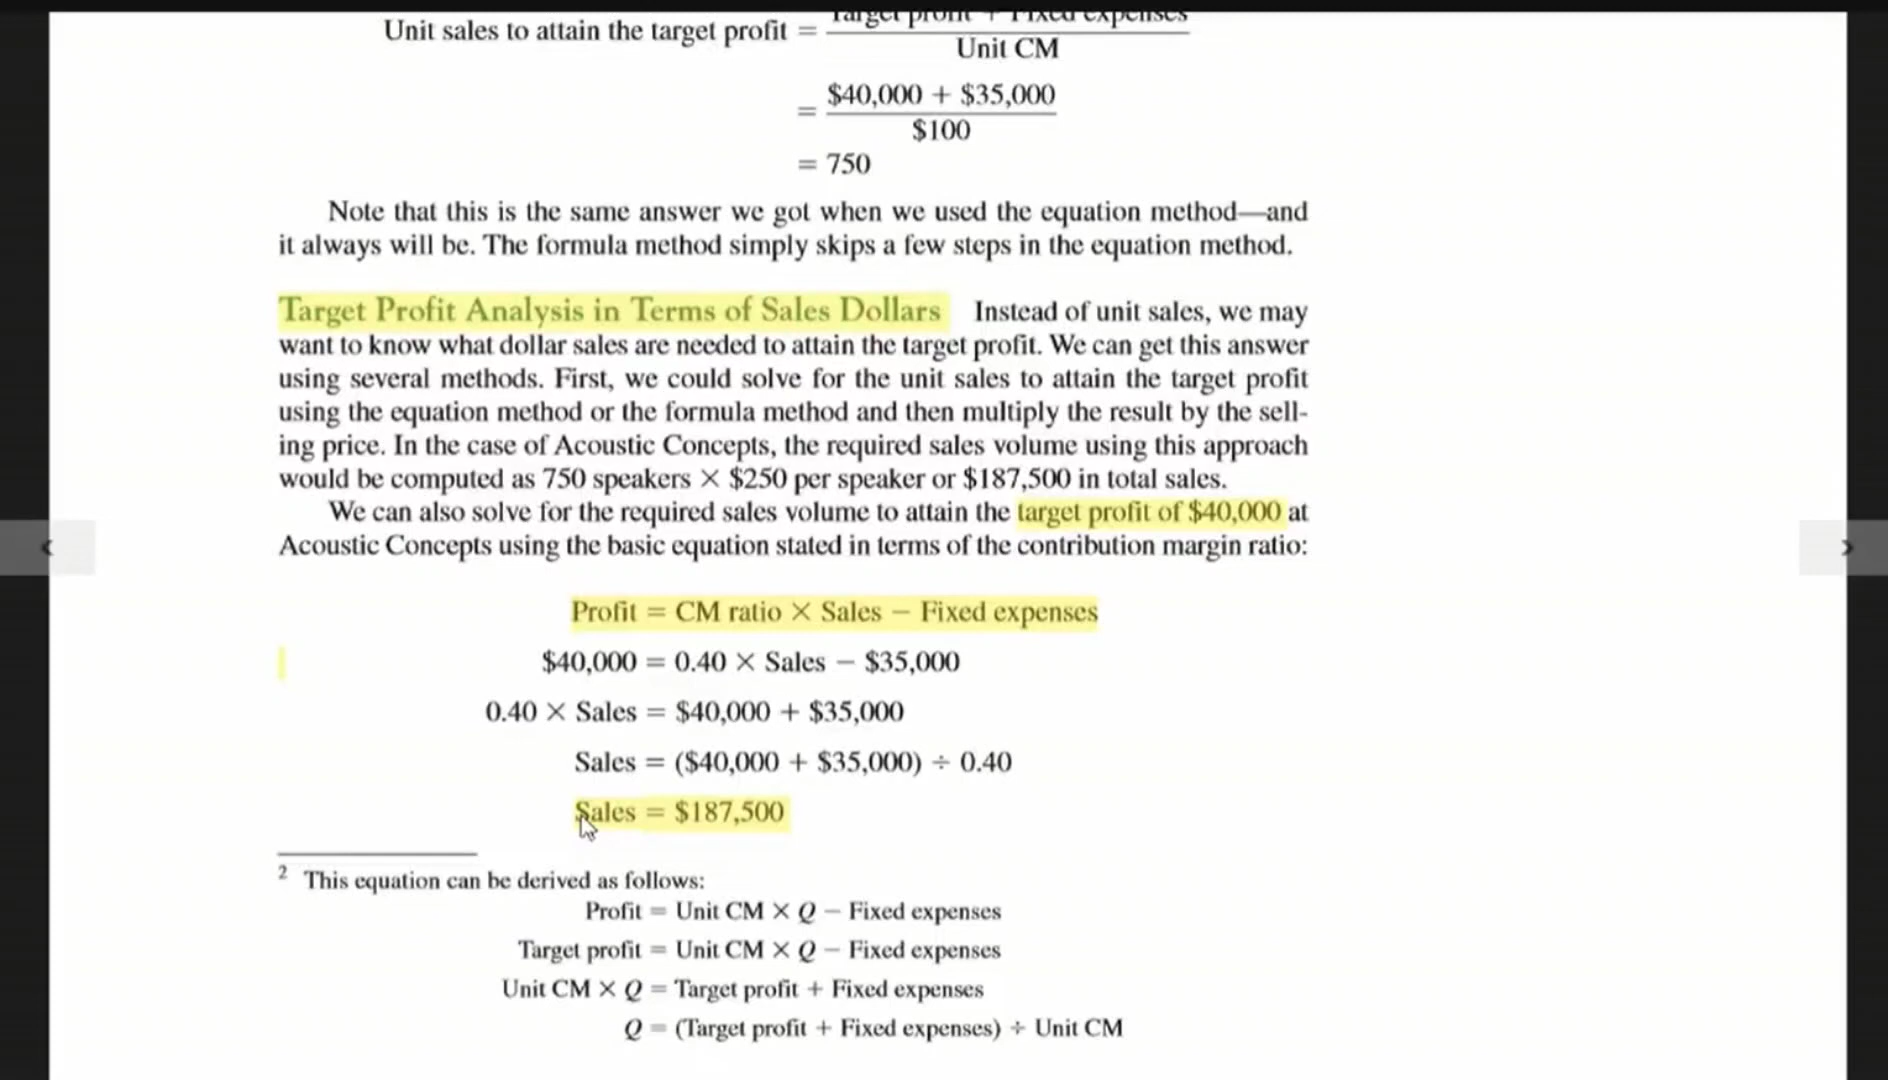 Unit sales to attain the target profit = Target profit + Fixed expenses
Unit CM
= $40,000 + $35,000
$100
= 750
Note that this is the same answer we got when we used the equation method—and
it always will be. The formula method simply skips a few steps in the equation method.
Target Profit Analysis in Terms of Sales Dollars Instead of unit sales, we may
want to know what dollar sales are needed to attain the target profit. We can get this answer
using several methods. First, we could solve for the unit sales to attain the target profit
using the equation method or the formula method and then multiply the result by the sell-
ing price. In the case of Acoustic Concepts, the required sales volume using this approach
would be computed as 750 speakers × $250 per speaker or $187,500 in total sales.
We can also solve for the required sales volume to attain the target profit of $40,000 at
Acoustic Concepts using the basic equation stated in terms of the contribution margin ratio:
Profit = CM ratio × Sales − Fixed expenses
$40,000 = 0.40 × Sales − $35,000
0.40 × Sales = $40,000 + $35,000
Sales = ($40,000 + $35,000) ÷ 0.40
Sales = $187,500
2 This equation can be derived as follows:
Profit = Unit CM × Q − Fixed expenses
Target profit = Unit CM × Q − Fixed expenses
Unit CM × Q = Target profit + Fixed expenses
Q = (Target profit + Fixed expenses) ÷ Unit CM